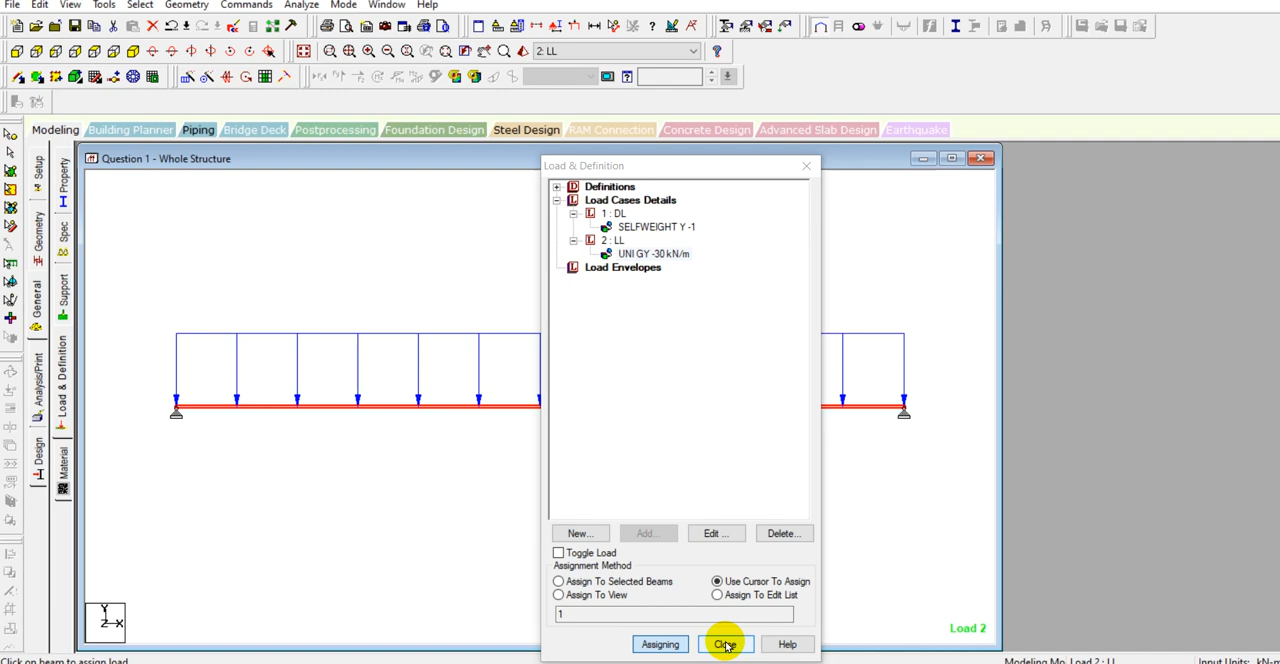 File Edit View Tools Select Geometry Commands Analyze Mode Window Help
2: LL
Modeling Building Planner Piping Bridge Deck Postprocessing Foundation Design Steel Design RAM Connection Concrete Design Advanced Slab Design Earthquake
Setup
Geometry
General
Analysis/Print
Design
Property
Spec
Support
Load & Definition
Material
Question 1 - Whole Structure
Load & Definition
Definitions
Load Cases Details
1 : DL
SELFWEIGHT Y -1
2 : LL
UNI GY -30 kN/m
Load Envelopes
New... Add... Edit ... Delete...
Toggle Load
Assignment Method
Assign To Selected Beams Use Cursor To Assign
Assign To View Assign To Edit List
1
Assigning Close Help
Y
Z X
Load 2
Click on beam to assign load
Modeling Mo Load 2 : LL Input Units: kN-m